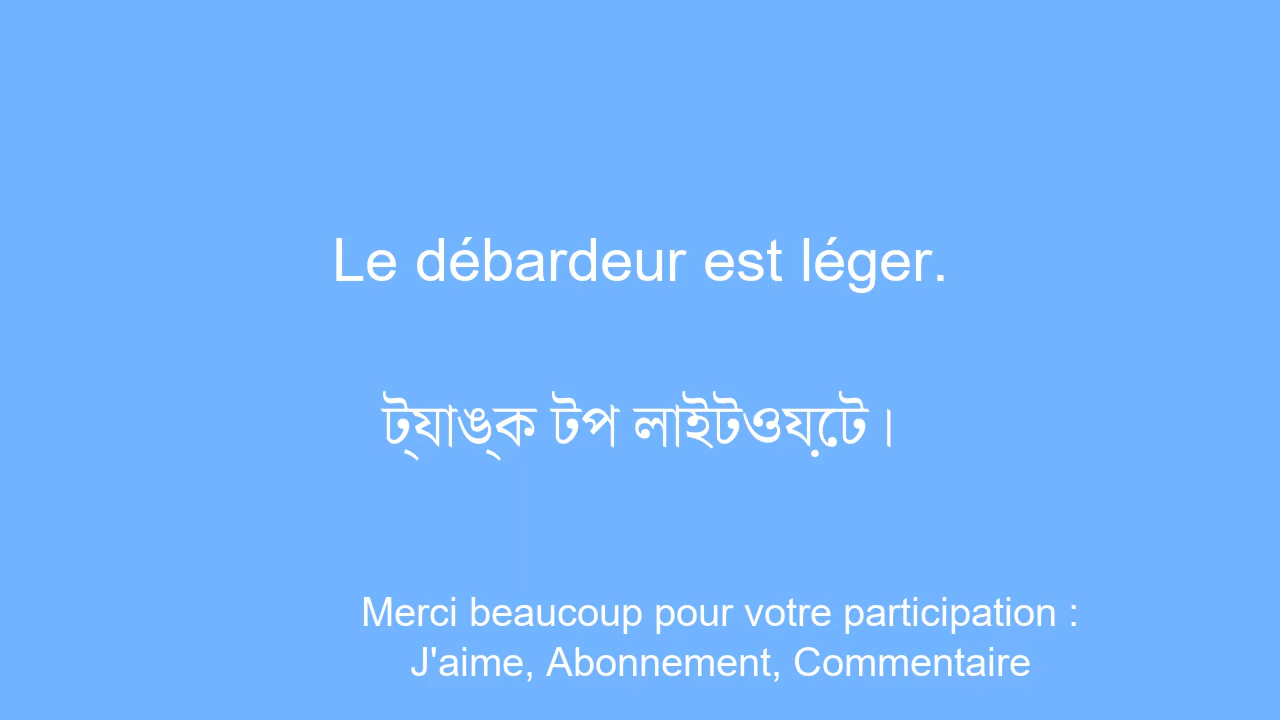 Le débardeur est léger.
ট্যাঙ্ক টপ লাইটওয়েট।
Merci beaucoup pour votre participation :
J'aime, Abonnement, Commentaire